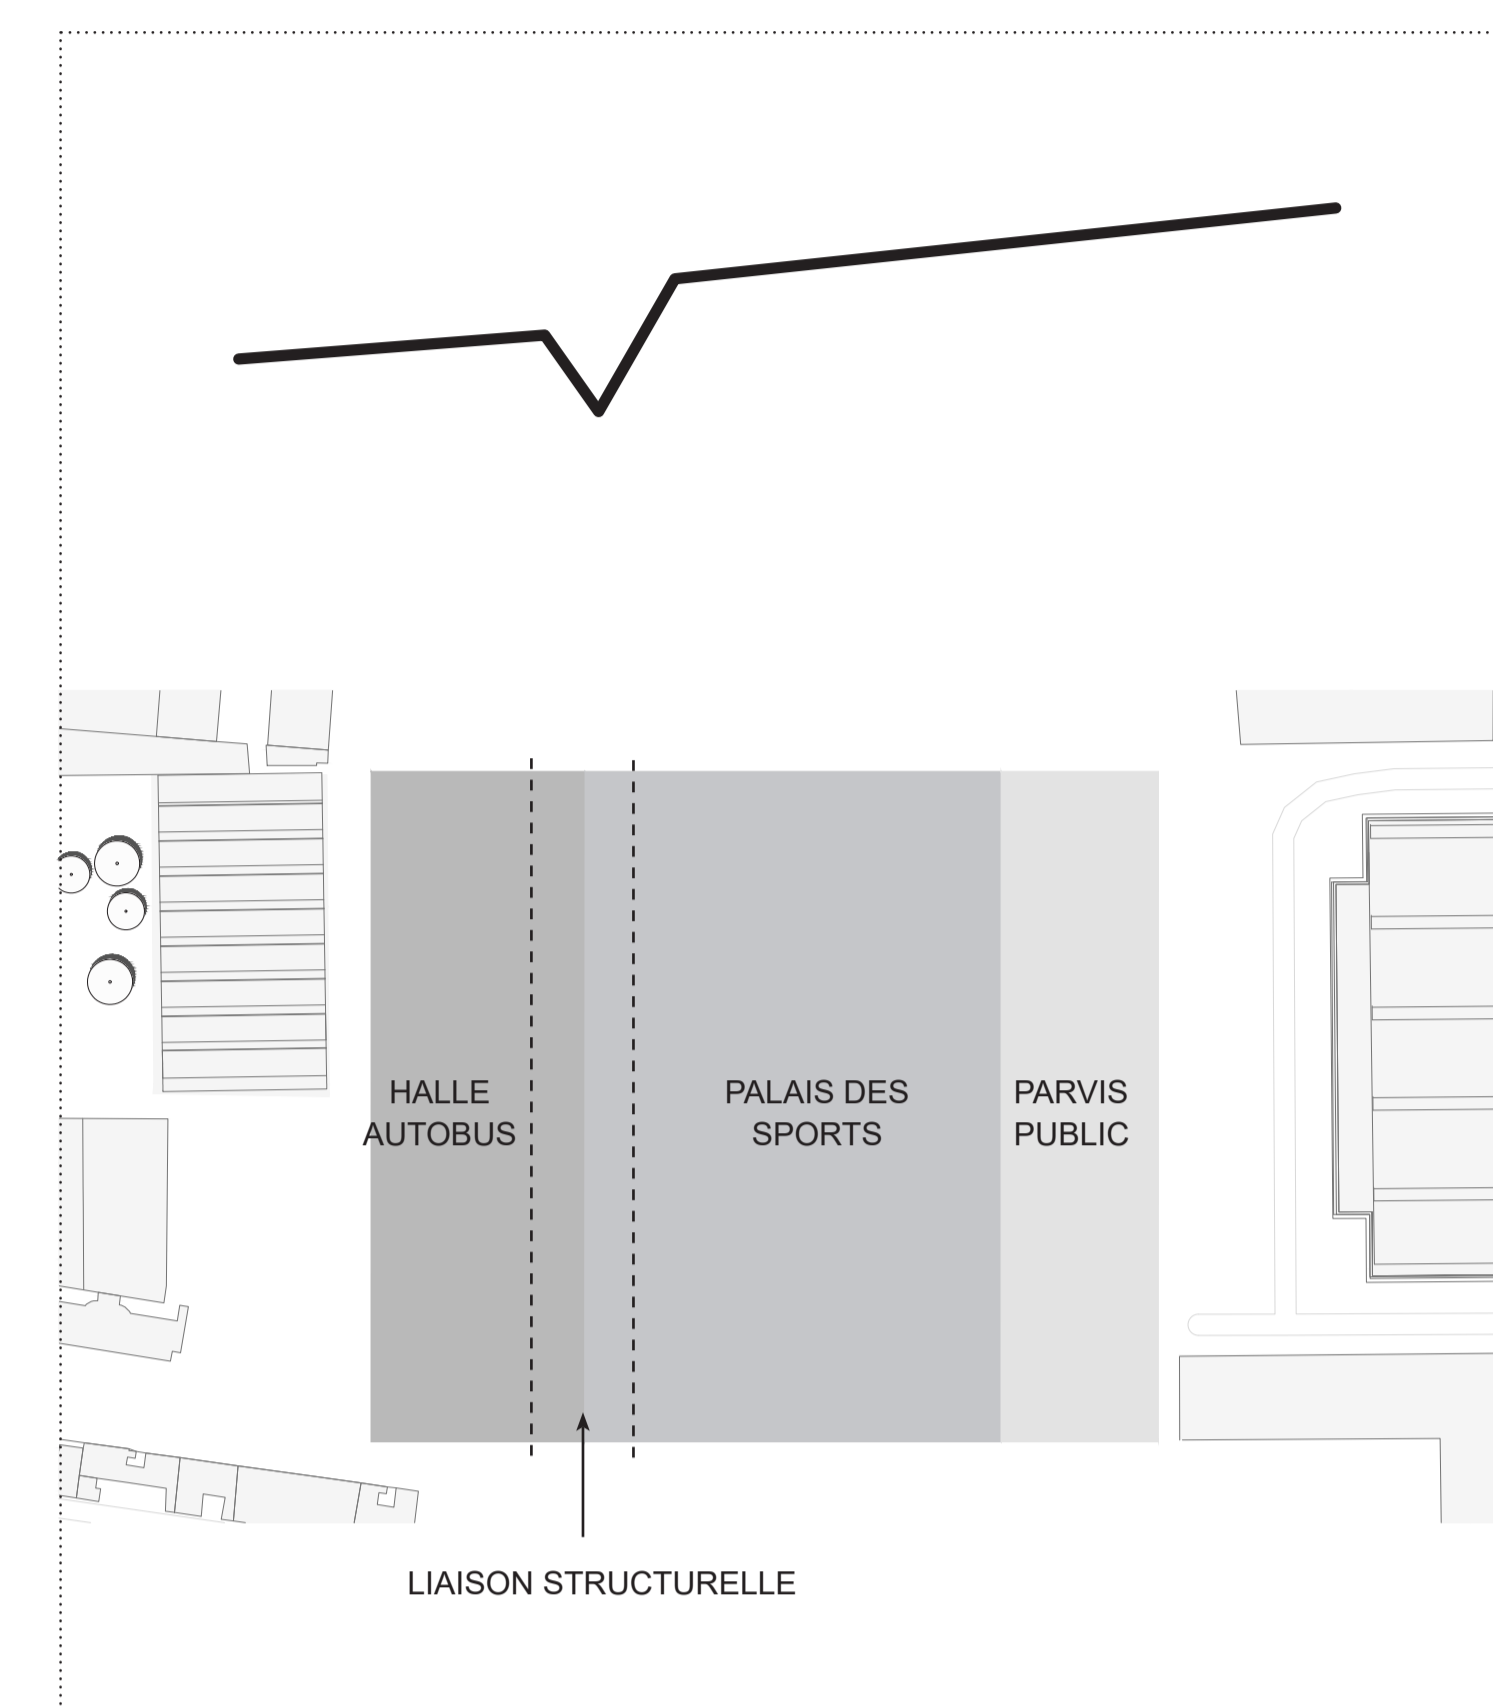 HALLE
AUTOBUS
PALAIS DES
SPORTS
PARVIS
PUBLIC
LIAISON STRUCTURELLE